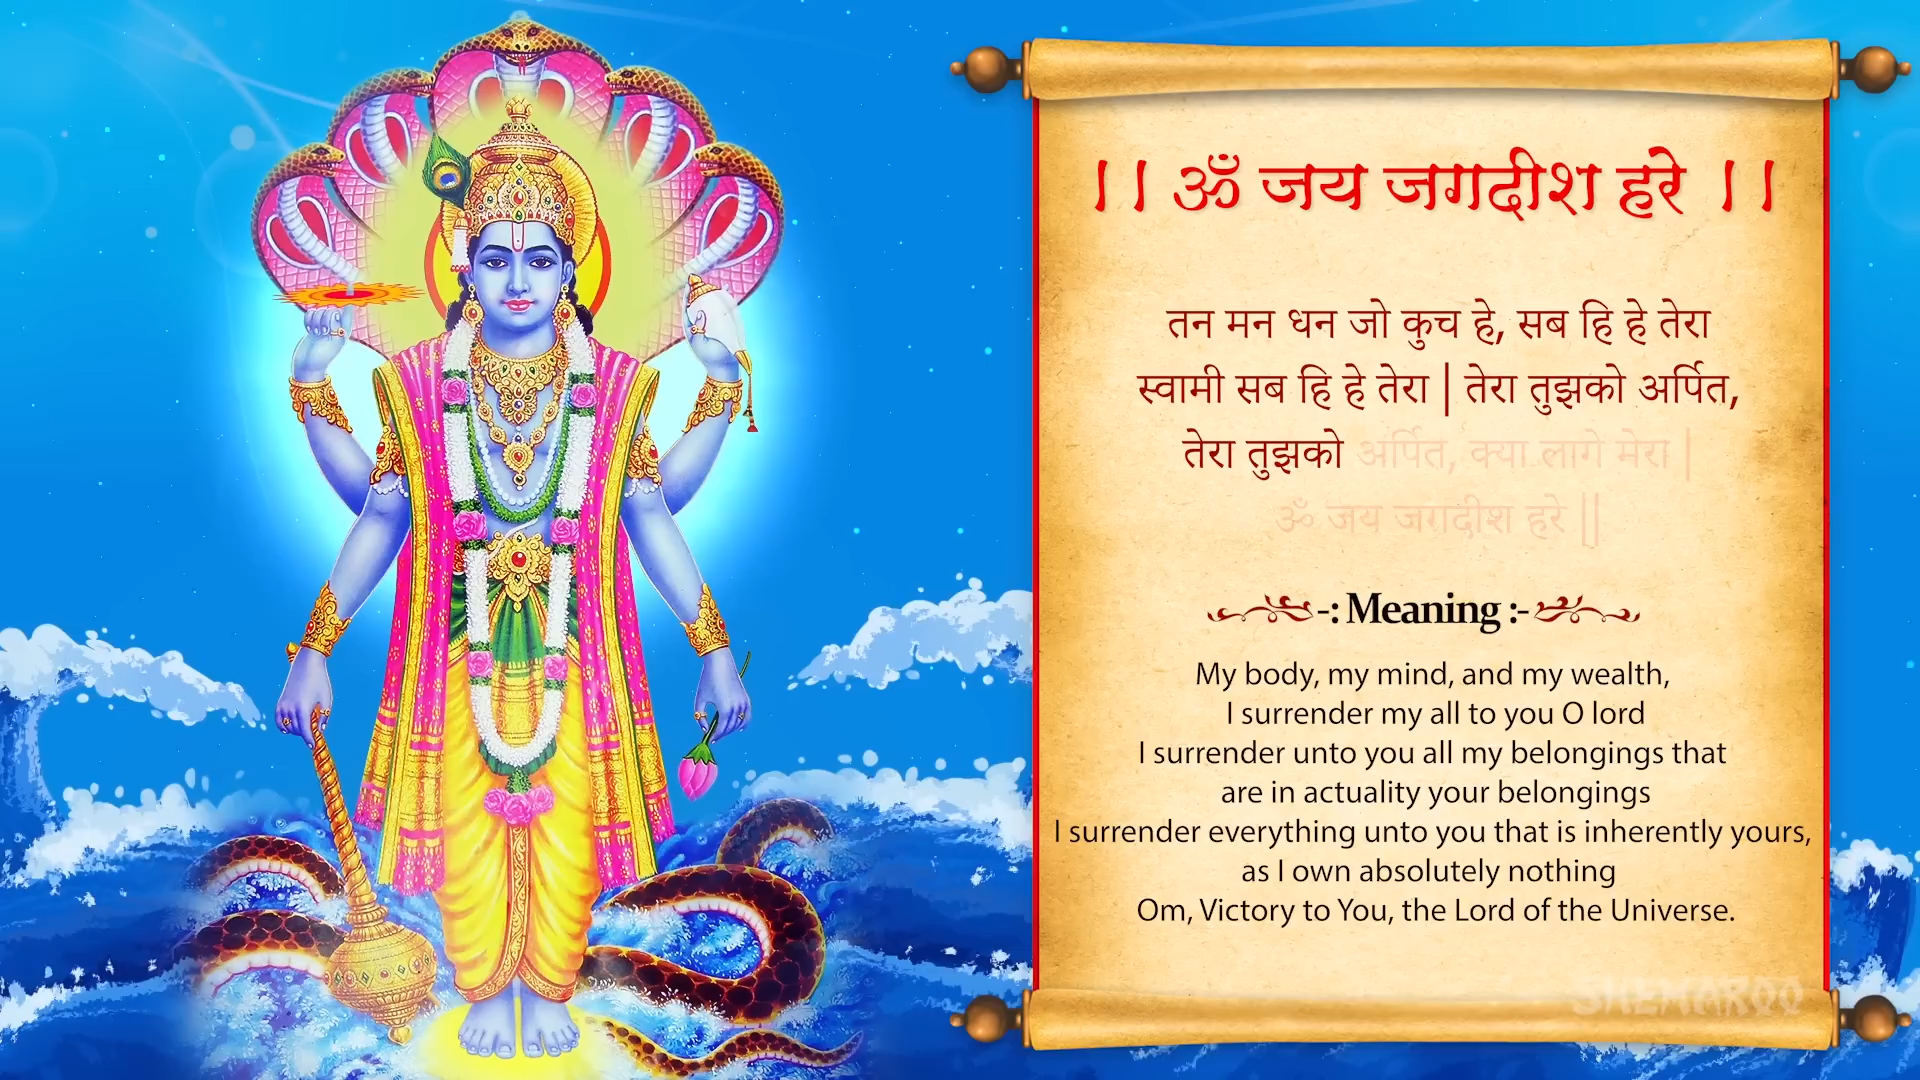 ।। ॐ जय जगदीश हरे ।।
तन मन धन जो कुच हे, सब हि हे तेरा
स्वामी सब हि हे तेरा | तेरा तुझको अर्पित,
तेरा तुझको अर्पित, क्या लागे मेरा |
ॐ जय जगदीश हरे ||
-: Meaning :-
My body, my mind, and my wealth,
I surrender my all to you O lord
I surrender unto you all my belongings that
are in actuality your belongings
I surrender everything unto you that is inherently yours,
as I own absolutely nothing
Om, Victory to You, the Lord of the Universe.
SHEMAROO